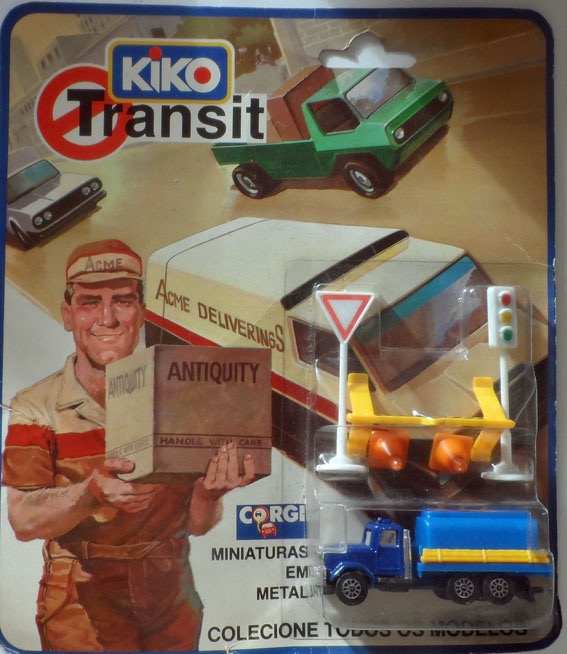 KiKO
Transit
ACME
ACME DELIVERINGS
ANTIQUITY
ANTIQUITY
HANDLE WITH CARE
CORGI
MINIATURAS
EM
METAL
COLECIONE TODOS OS MODELOS